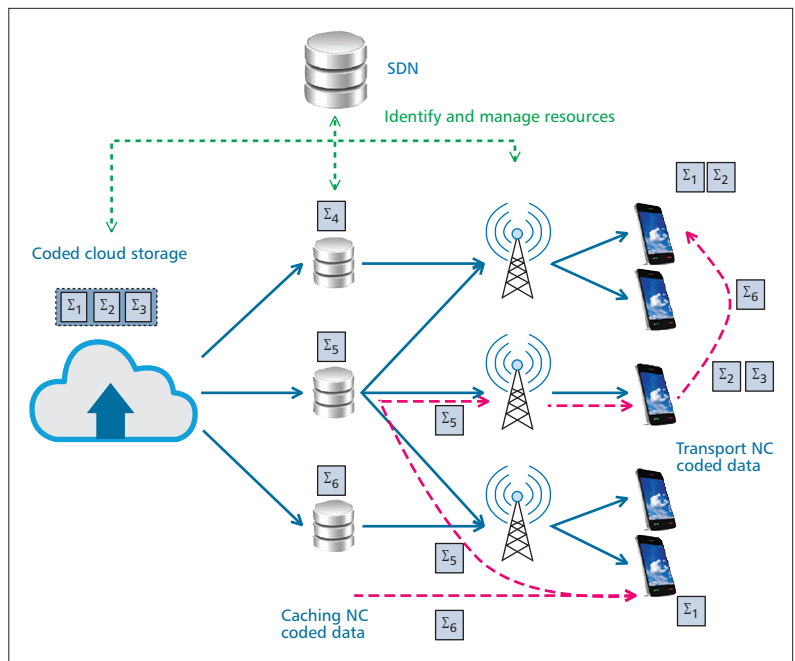 SDN
Identify and manage resources
Σ1 Σ2
Σ4
Coded cloud storage
Σ1 Σ2 Σ3
Σ6
Σ5
Σ2 Σ3
Σ5
Transport NC
coded data
Σ6
Σ5
Caching NC
coded data
Σ6
Σ1